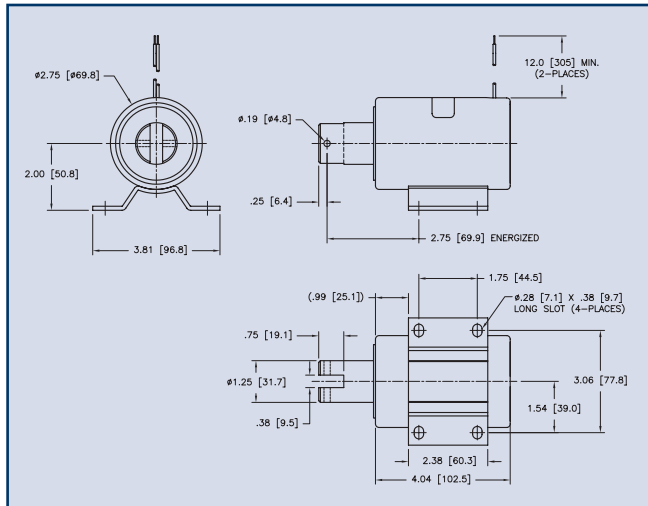 ø2.75 [ø69.8]
2.00 [50.8]
3.81 [96.8]
12.0 [305] MIN.
(2-PLACES)
ø.19 [ø4.8]
.25 [6.4]
2.75 [69.9] ENERGIZED
1.75 [44.5]
(.99 [25.1])
ø.28 [7.1] X .38 [9.7]
LONG SLOT (4-PLACES)
.75 [19.1]
ø1.25 [31.7]
3.06 [77.8]
1.54 [39.0]
.38 [9.5]
2.38 [60.3]
4.04 [102.5]